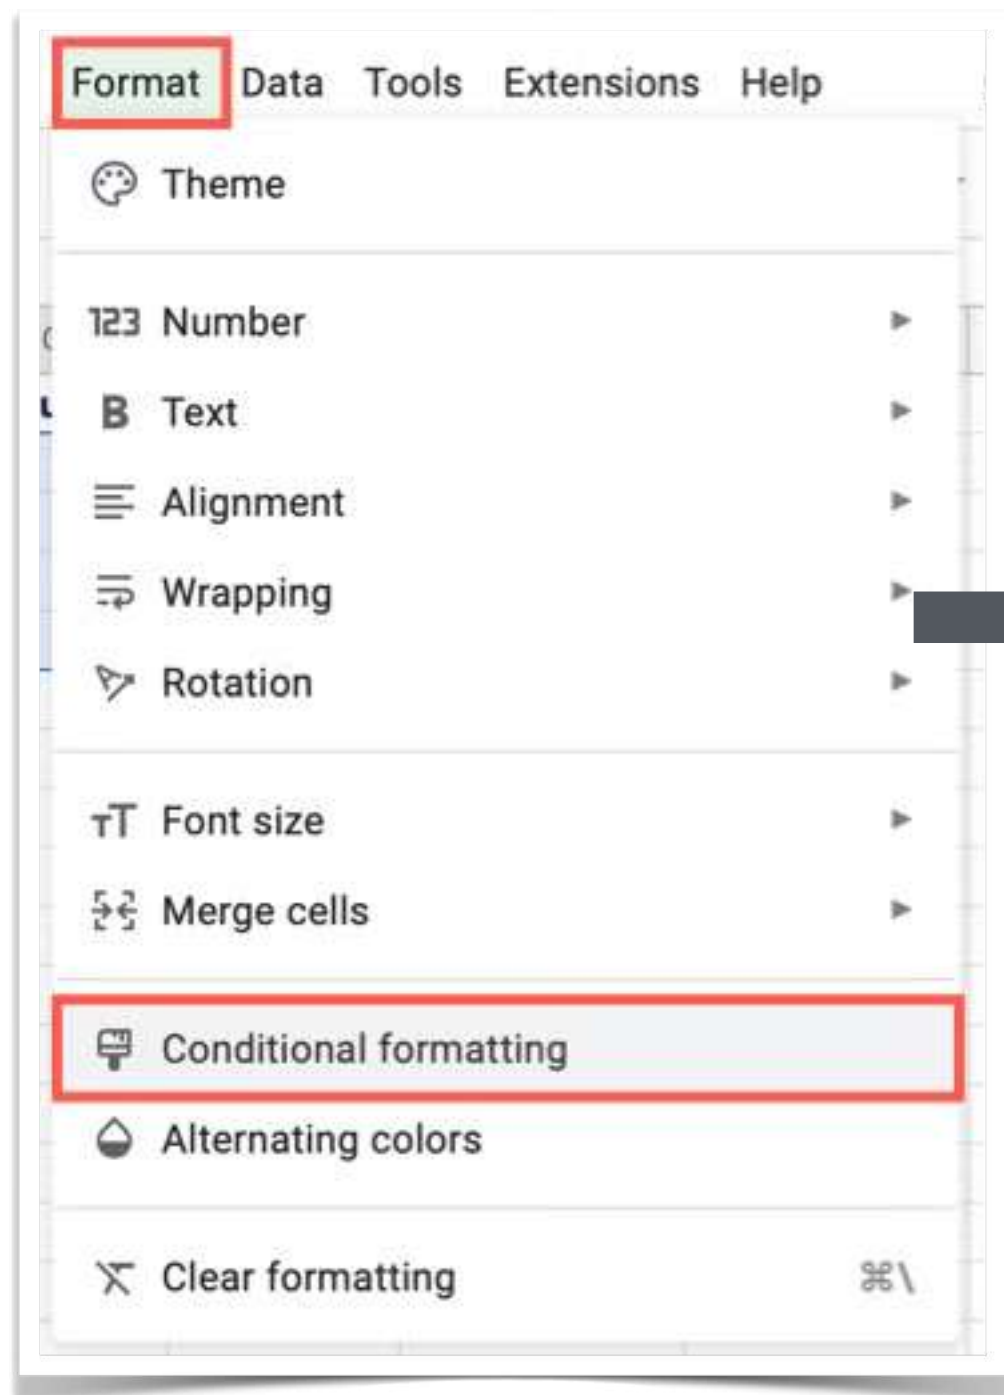 Format Data Tools Extensions Help
Theme
123 Number
B Text
Alignment
Wrapping
Rotation
Font size
Merge cells
Conditional formatting
Alternating colors
Clear formatting ⌘\